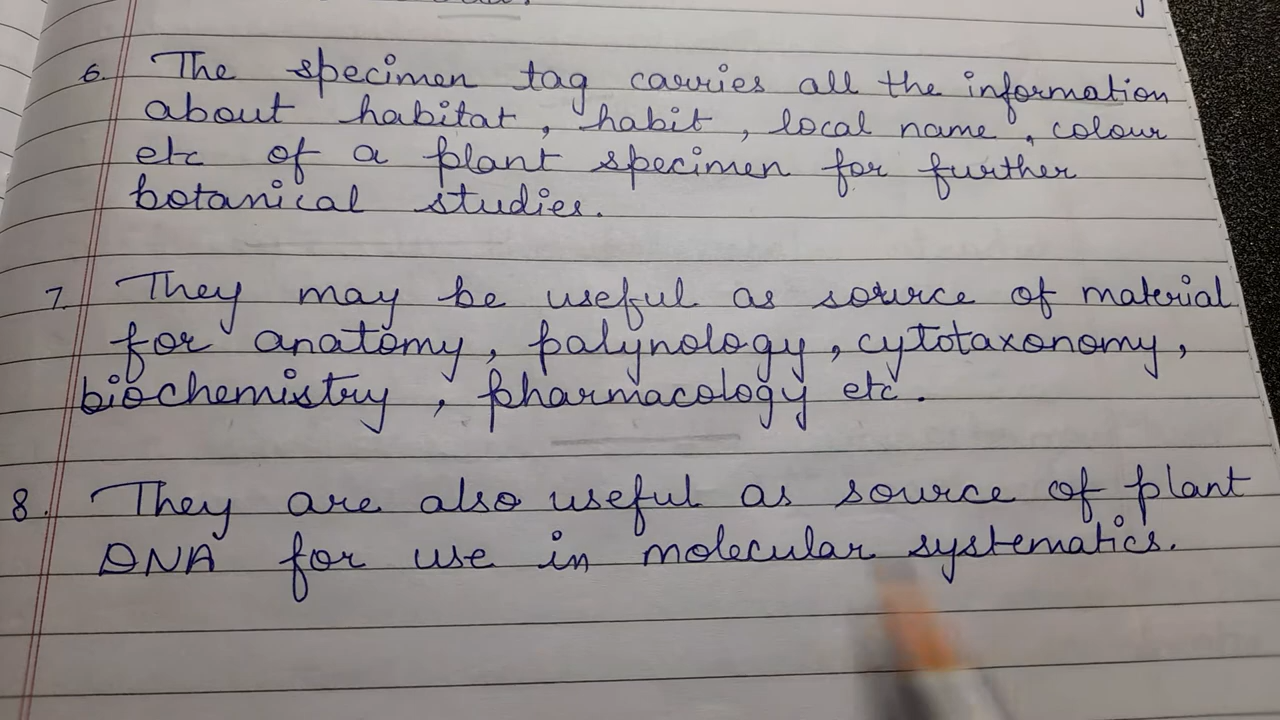 6. The specimen tag carries all the information
about habitat, habit, local name, colour
etc of a plant specimen for further
botanical studies.
7. They may be useful as source of material
for anatomy, palynology, cytotaxonomy,
biochemistry, pharmacology etc.
8. They are also useful as source of plant
DNA for use in molecular systematics.